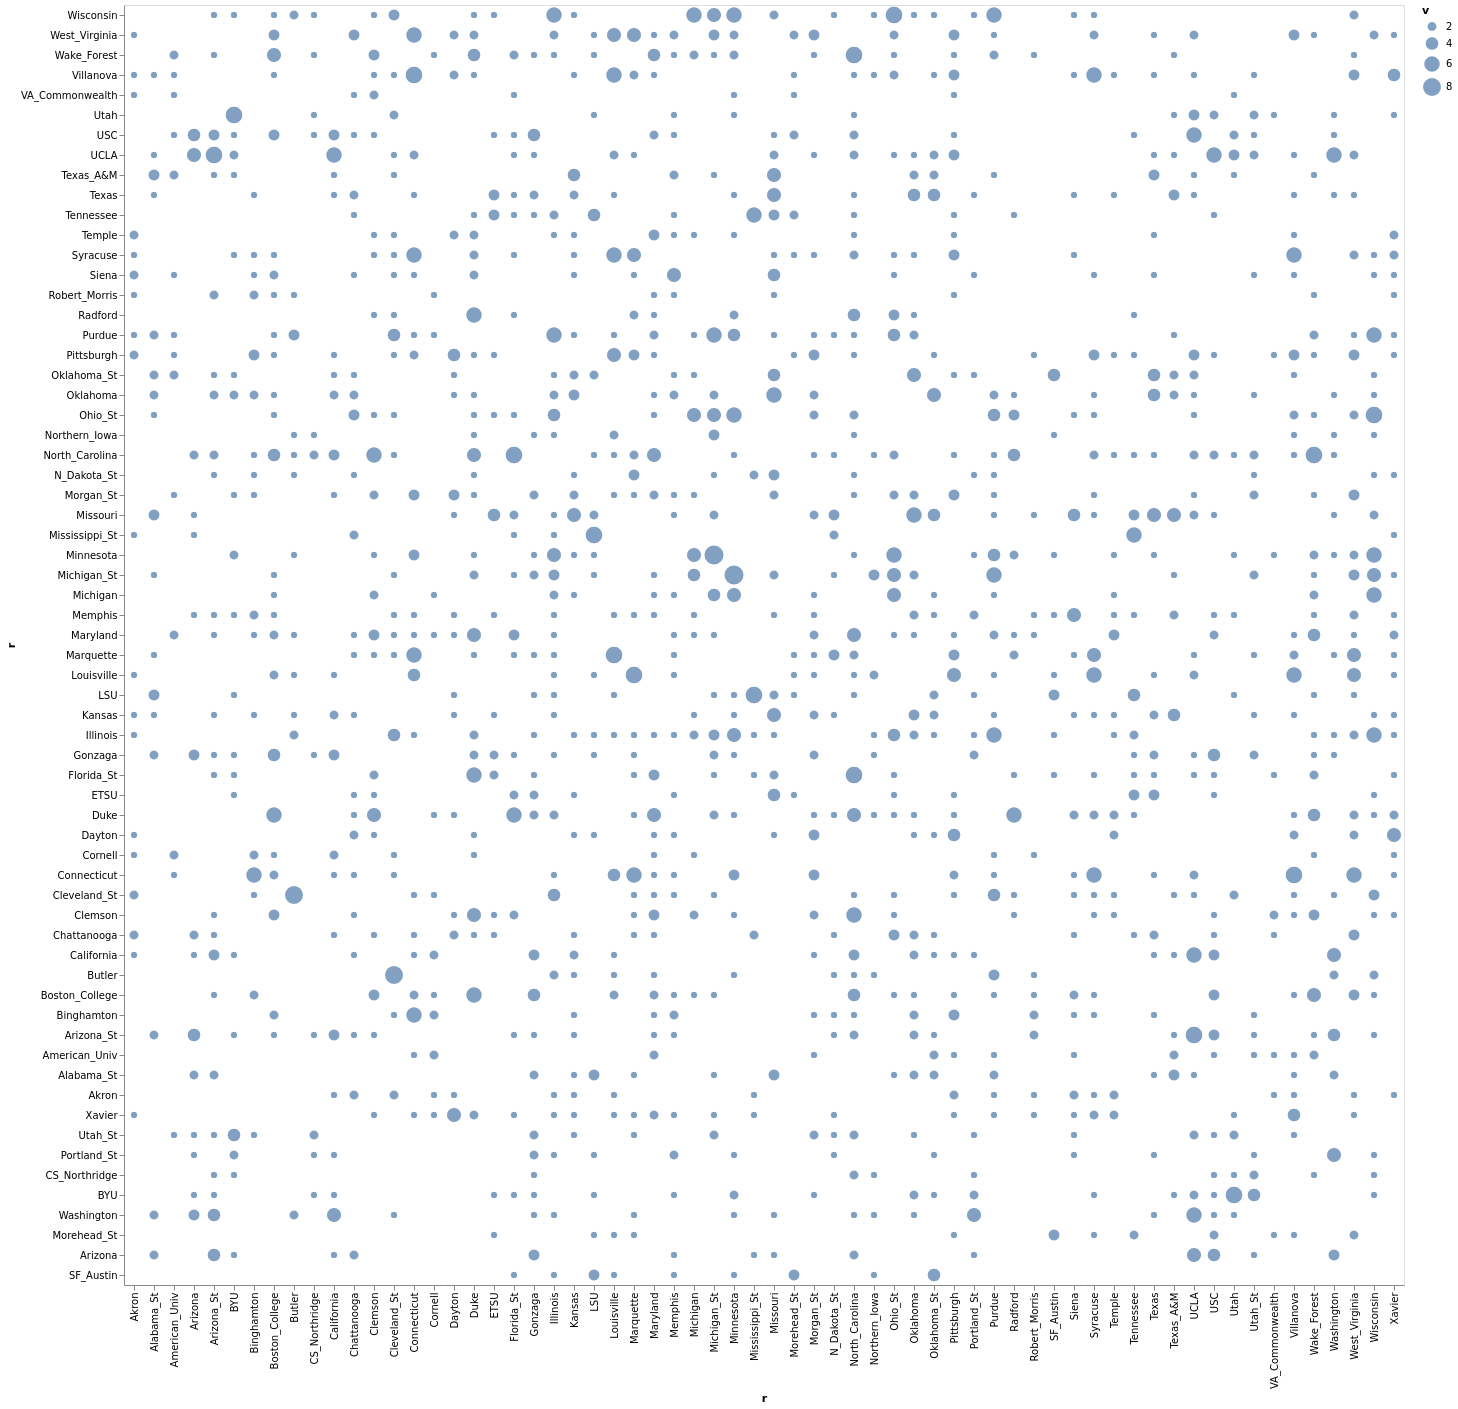 v
2
4
6
8
Wisconsin
West_Virginia
Wake_Forest
Villanova
VA_Commonwealth
Utah
USC
UCLA
Texas_A&M
Texas
Tennessee
Temple
Syracuse
Siena
Robert_Morris
Radford
Purdue
Pittsburgh
Oklahoma_St
Oklahoma
Ohio_St
Northern_Iowa
North_Carolina
N_Dakota_St
Morgan_St
Missouri
Mississippi_St
Minnesota
Michigan_St
Michigan
Memphis
Maryland
Marquette
Louisville
LSU
Kansas
Illinois
Gonzaga
Florida_St
ETSU
Duke
Dayton
Cornell
Connecticut
Cleveland_St
Clemson
Chattanooga
California
Butler
Boston_College
Binghamton
Arizona_St
American_Univ
Alabama_St
Akron
Xavier
Utah_St
Portland_St
CS_Northridge
BYU
Washington
Morehead_St
Arizona
SF_Austin
r
Akron
Alabama_St
American_Univ
Arizona
Arizona_St
BYU
Binghamton
Boston_College
Butler
CS_Northridge
California
Chattanooga
Clemson
Cleveland_St
Connecticut
Cornell
Dayton
Duke
ETSU
Florida_St
Gonzaga
Illinois
Kansas
LSU
Louisville
Marquette
Maryland
Memphis
Michigan
Michigan_St
Minnesota
Mississippi_St
Missouri
Morehead_St
Morgan_St
N_Dakota_St
North_Carolina
Northern_Iowa
Ohio_St
Oklahoma
Oklahoma_St
Pittsburgh
Portland_St
Purdue
Radford
Robert_Morris
SF_Austin
Siena
Syracuse
Temple
Tennessee
Texas
Texas_A&M
UCLA
USC
Utah
Utah_St
VA_Commonwealth
Villanova
Wake_Forest
Washington
West_Virginia
Wisconsin
Xavier
r